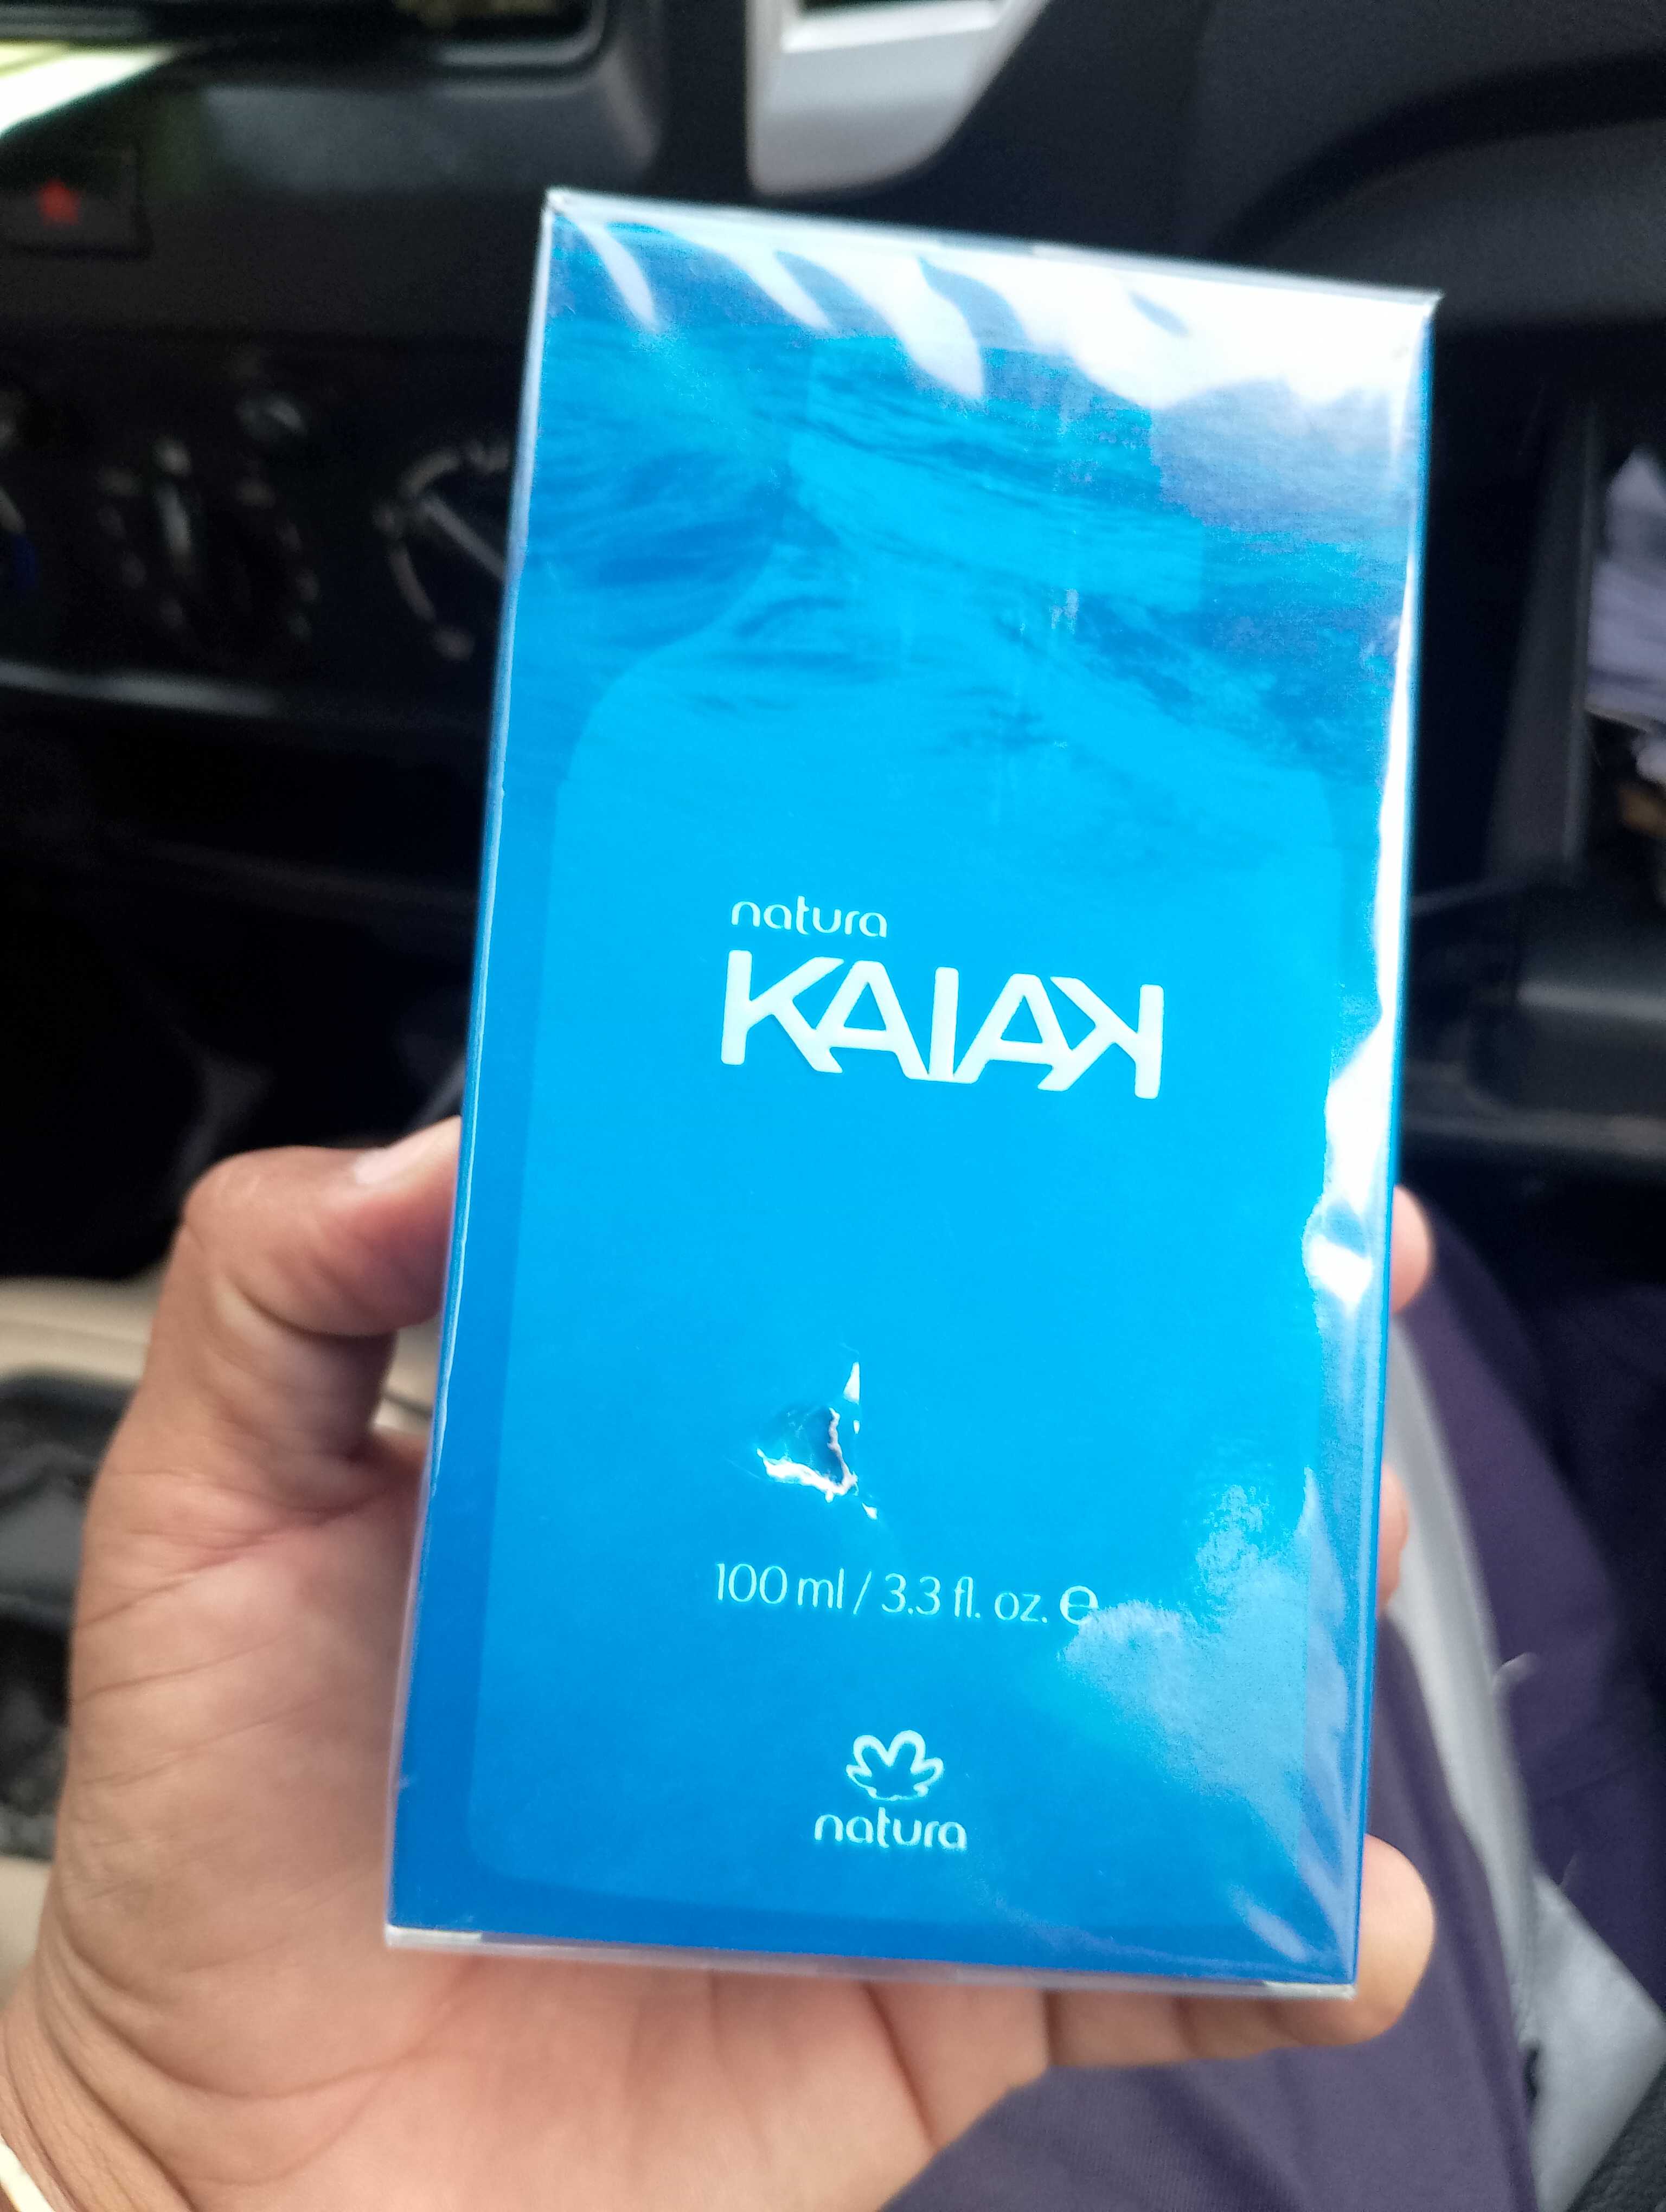 natura
KAIAK
100 ml / 3.3 fl. oz. ℮
natura